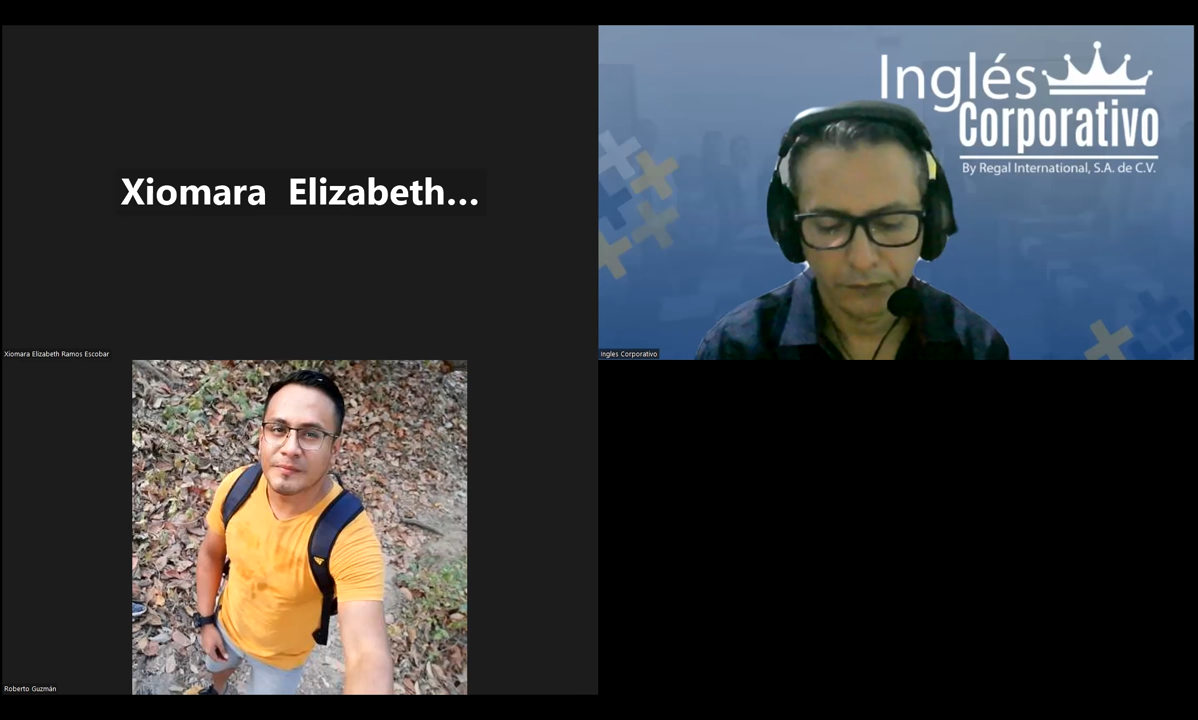 Xiomara Elizabeth...
Xiomara Elizabeth Ramos Escobar
Inglés
Corporativo
By Regal International, S.A. de C.V.
Ingles Corporativo
Roberto Guzmán